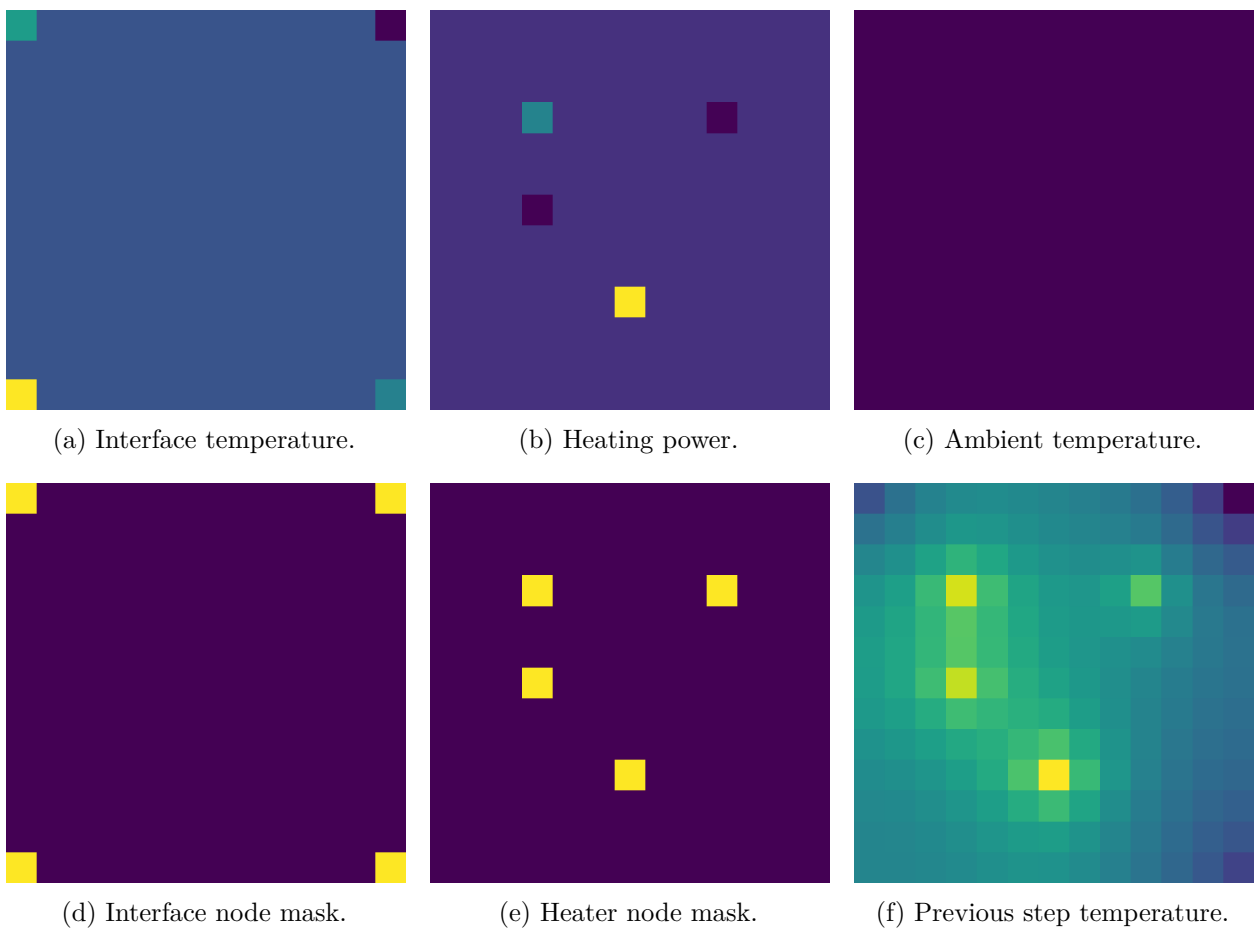 (a) Interface temperature.
(b) Heating power.
(c) Ambient temperature.
(d) Interface node mask.
(e) Heater node mask.
(f) Previous step temperature.